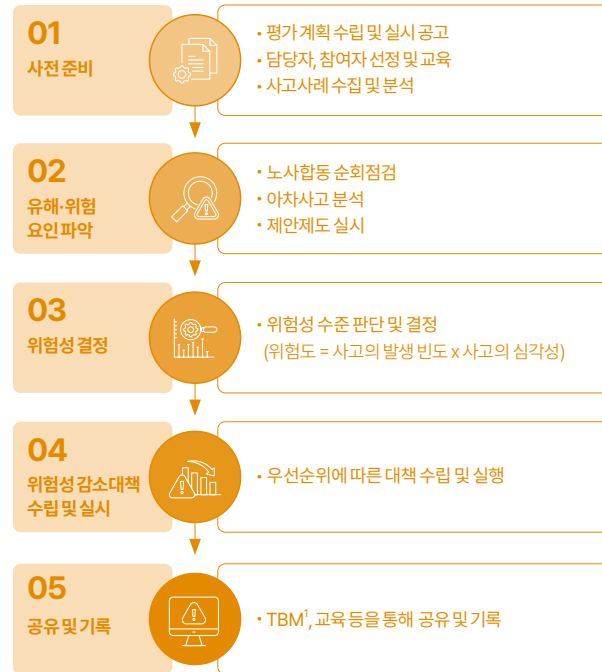 01
사전 준비
• 평가 계획 수립 및 실시 공고
• 담당자, 참여자 선정 및 교육
• 사고사례 수집 및 분석
02
유해·위험
요인 파악
• 노사합동 순회점검
• 아차사고 분석
• 제안제도 실시
03
위험성 결정
• 위험성 수준 판단 및 결정
(위험도 = 사고의 발생 빈도 x 사고의 심각성)
04
위험성 감소대책
수립 및 실시
• 우선순위에 따른 대책 수립 및 실행
05
공유 및 기록
• TBM¹, 교육 등을 통해 공유 및 기록